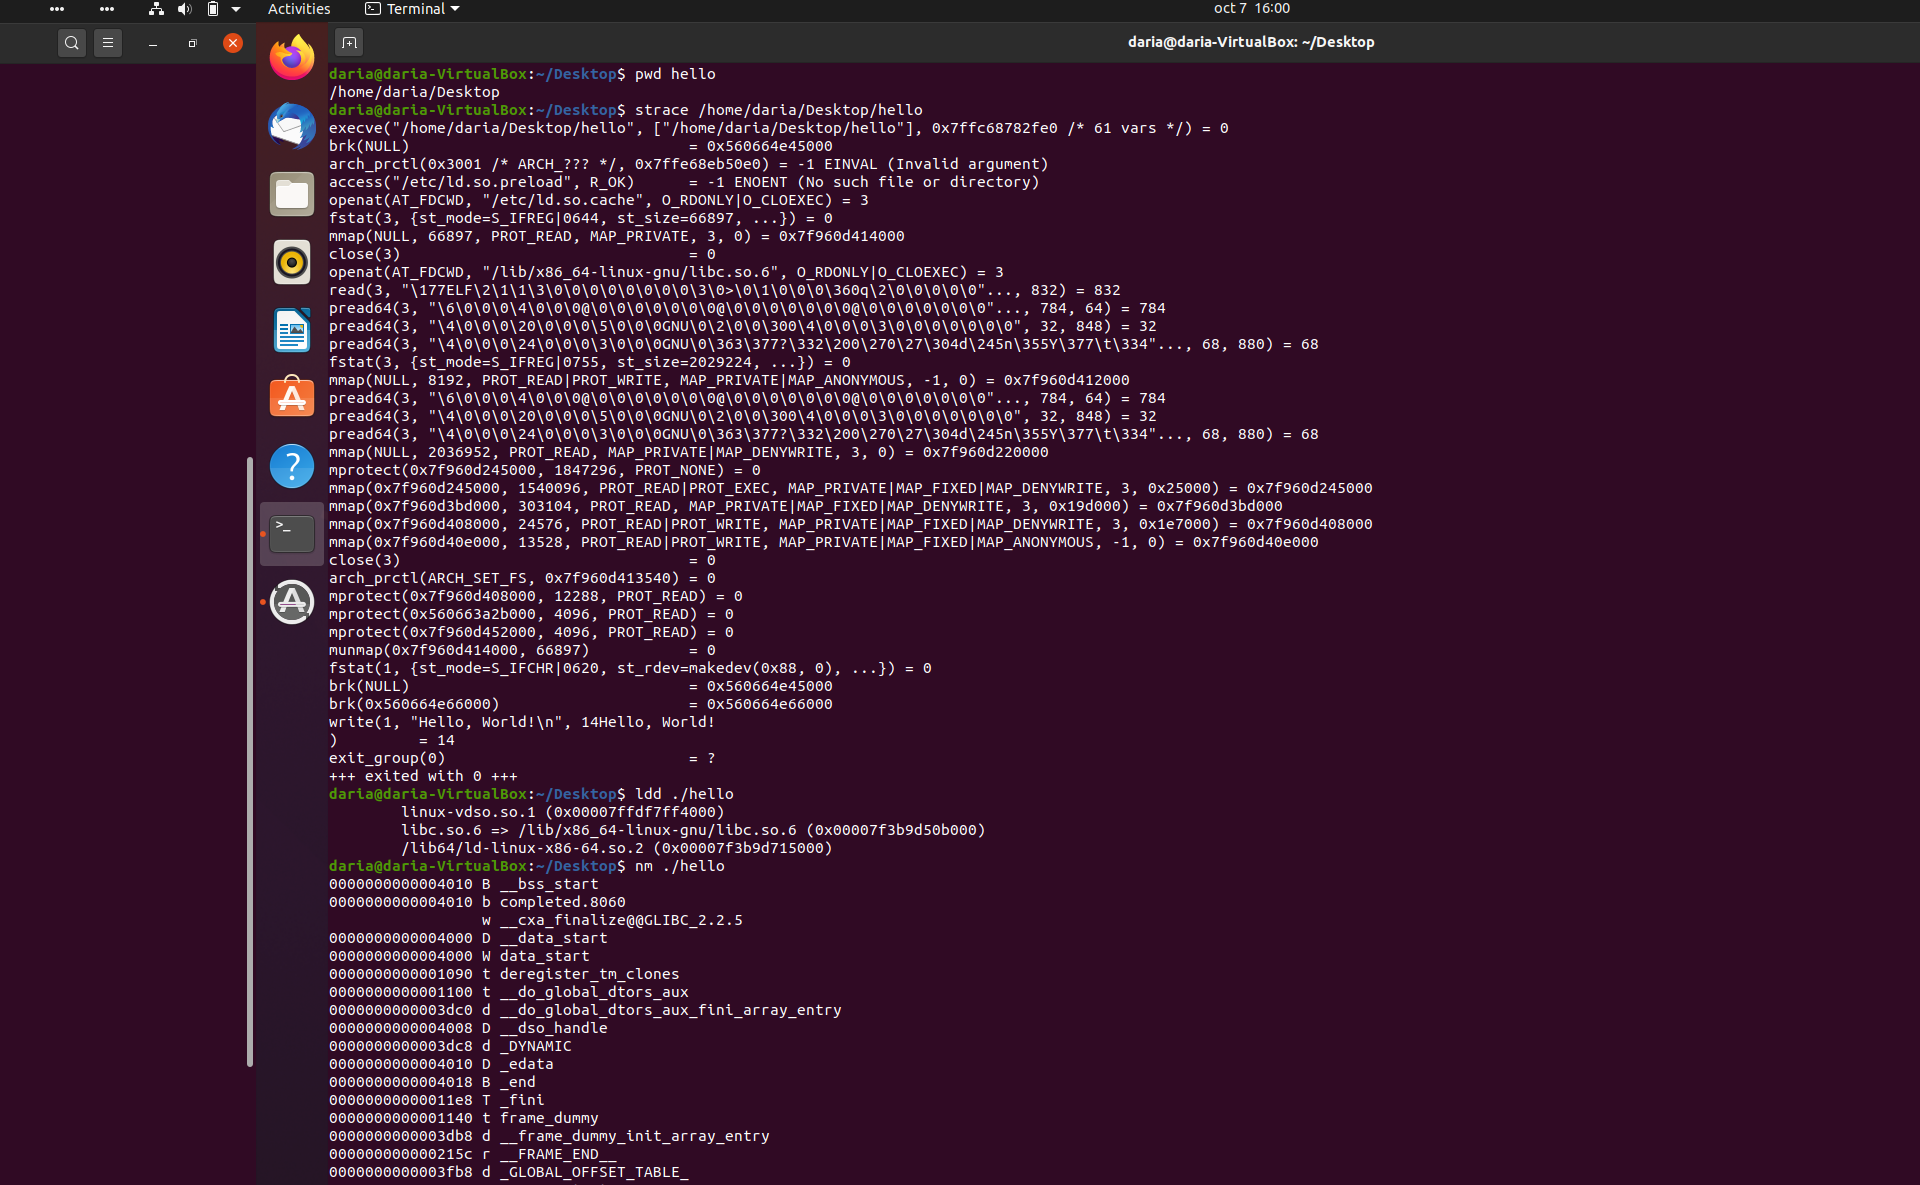 Activities
Terminal
oct 7 16:00
daria@daria-VirtualBox: ~/Desktop
daria@daria-VirtualBox:~/Desktop$ pwd hello
/home/daria/Desktop
daria@daria-VirtualBox:~/Desktop$ strace /home/daria/Desktop/hello
execve("/home/daria/Desktop/hello", ["/home/daria/Desktop/hello"], 0x7ffc68782fe0 /* 61 vars */) = 0
brk(NULL)                               = 0x560664e45000
arch_prctl(0x3001 /* ARCH_??? */, 0x7ffe68eb50e0) = -1 EINVAL (Invalid argument)
access("/etc/ld.so.preload", R_OK)      = -1 ENOENT (No such file or directory)
openat(AT_FDCWD, "/etc/ld.so.cache", O_RDONLY|O_CLOEXEC) = 3
fstat(3, {st_mode=S_IFREG|0644, st_size=66897, ...}) = 0
mmap(NULL, 66897, PROT_READ, MAP_PRIVATE, 3, 0) = 0x7f960d414000
close(3)                                = 0
openat(AT_FDCWD, "/lib/x86_64-linux-gnu/libc.so.6", O_RDONLY|O_CLOEXEC) = 3
read(3, "\177ELF\2\1\1\3\0\0\0\0\0\0\0\0\3\0>\0\1\0\0\0\360q\2\0\0\0\0\0"..., 832) = 832
pread64(3, "\6\0\0\0\4\0\0\0@\0\0\0\0\0\0\0@\0\0\0\0\0\0\0@\0\0\0\0\0\0\0"..., 784, 64) = 784
pread64(3, "\4\0\0\0\20\0\0\0\5\0\0\0GNU\0\2\0\0\300\4\0\0\0\3\0\0\0\0\0\0\0", 32, 848) = 32
pread64(3, "\4\0\0\0\24\0\0\0\3\0\0\0GNU\0\363\377?\332\200\270\27\304d\245n\355Y\377\t\334"..., 68, 880) = 68
fstat(3, {st_mode=S_IFREG|0755, st_size=2029224, ...}) = 0
mmap(NULL, 8192, PROT_READ|PROT_WRITE, MAP_PRIVATE|MAP_ANONYMOUS, -1, 0) = 0x7f960d412000
pread64(3, "\6\0\0\0\4\0\0\0@\0\0\0\0\0\0\0@\0\0\0\0\0\0\0@\0\0\0\0\0\0\0"..., 784, 64) = 784
pread64(3, "\4\0\0\0\20\0\0\0\5\0\0\0GNU\0\2\0\0\300\4\0\0\0\3\0\0\0\0\0\0\0", 32, 848) = 32
pread64(3, "\4\0\0\0\24\0\0\0\3\0\0\0GNU\0\363\377?\332\200\270\27\304d\245n\355Y\377\t\334"..., 68, 880) = 68
mmap(NULL, 2036952, PROT_READ, MAP_PRIVATE|MAP_DENYWRITE, 3, 0) = 0x7f960d220000
mprotect(0x7f960d245000, 1847296, PROT_NONE) = 0
mmap(0x7f960d245000, 1540096, PROT_READ|PROT_EXEC, MAP_PRIVATE|MAP_FIXED|MAP_DENYWRITE, 3, 0x25000) = 0x7f960d245000
mmap(0x7f960d3bd000, 303104, PROT_READ, MAP_PRIVATE|MAP_FIXED|MAP_DENYWRITE, 3, 0x19d000) = 0x7f960d3bd000
mmap(0x7f960d408000, 24576, PROT_READ|PROT_WRITE, MAP_PRIVATE|MAP_FIXED|MAP_DENYWRITE, 3, 0x1e7000) = 0x7f960d408000
mmap(0x7f960d40e000, 13528, PROT_READ|PROT_WRITE, MAP_PRIVATE|MAP_FIXED|MAP_ANONYMOUS, -1, 0) = 0x7f960d40e000
close(3)                                = 0
arch_prctl(ARCH_SET_FS, 0x7f960d413540) = 0
mprotect(0x7f960d408000, 12288, PROT_READ) = 0
mprotect(0x560663a2b000, 4096, PROT_READ) = 0
mprotect(0x7f960d452000, 4096, PROT_READ) = 0
munmap(0x7f960d414000, 66897)           = 0
fstat(1, {st_mode=S_IFCHR|0620, st_rdev=makedev(0x88, 0), ...}) = 0
brk(NULL)                               = 0x560664e45000
brk(0x560664e66000)                     = 0x560664e66000
write(1, "Hello, World!\n", 14Hello, World!
)         = 14
exit_group(0)                           = ?
+++ exited with 0 +++
daria@daria-VirtualBox:~/Desktop$ ldd ./hello
        linux-vdso.so.1 (0x00007ffdf7ff4000)
        libc.so.6 => /lib/x86_64-linux-gnu/libc.so.6 (0x00007f3b9d50b000)
        /lib64/ld-linux-x86-64.so.2 (0x00007f3b9d715000)
daria@daria-VirtualBox:~/Desktop$ nm ./hello
0000000000004010 B __bss_start
0000000000004010 b completed.8060
                 w __cxa_finalize@@GLIBC_2.2.5
0000000000004000 D __data_start
0000000000004000 W data_start
0000000000001090 t deregister_tm_clones
0000000000001100 t __do_global_dtors_aux
0000000000003dc0 d __do_global_dtors_aux_fini_array_entry
0000000000004008 D __dso_handle
0000000000003dc8 d _DYNAMIC
0000000000004010 D _edata
0000000000004018 B _end
00000000000011e8 T _fini
0000000000001140 t frame_dummy
0000000000003db8 d __frame_dummy_init_array_entry
000000000000215c r __FRAME_END__
0000000000003fb8 d _GLOBAL_OFFSET_TABLE_